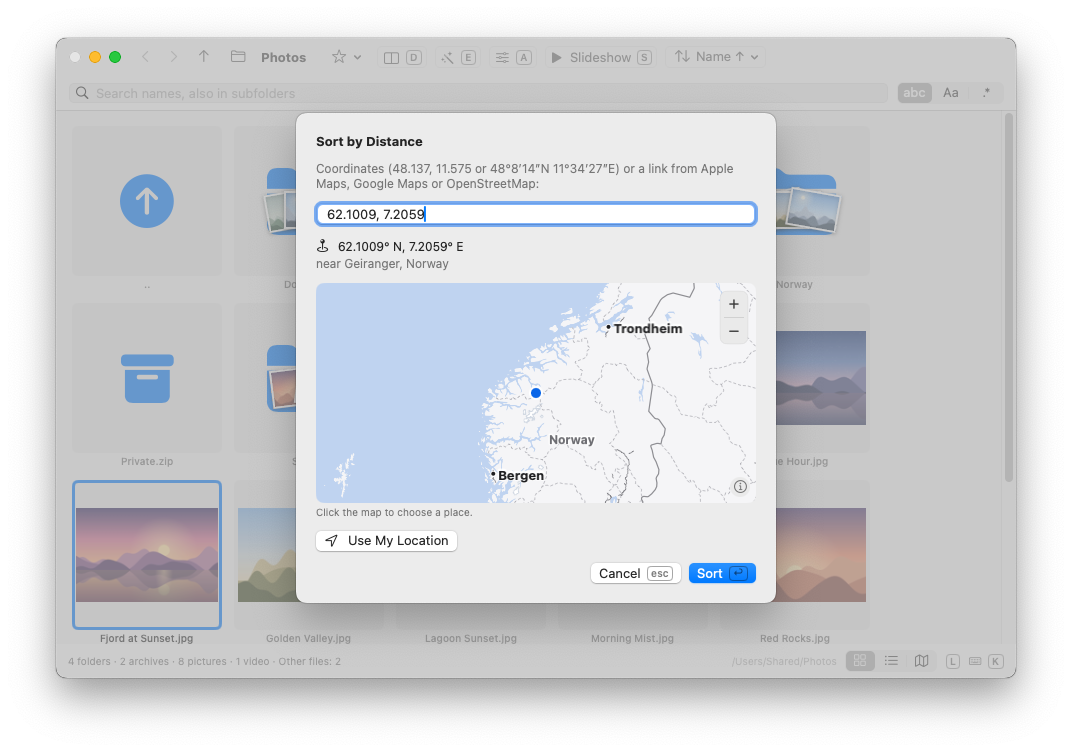 Photos
D
E
A
Slideshow S
Name
Search names, also in subfolders
abc
Aa
.*
Sort by Distance
Coordinates (48.137, 11.575 or 48°8′14″N 11°34′27″E) or a link from Apple
Maps, Google Maps or OpenStreetMap:
62.1009, 7.2059
62.1009° N, 7.2059° E
near Geiranger, Norway
Trondheim
Norway
Bergen
+
−
Click the map to choose a place.
Use My Location
Cancel esc
Sort
..
Norway
Private.zip
Hour.jpg
Fjord at Sunset.jpg
Golden Valley.jpg
Lagoon Sunset.jpg
Morning Mist.jpg
Red Rocks.jpg
4 folders · 2 archives · 8 pictures · 1 video · Other files: 2
/Users/Shared/Photos
L
K